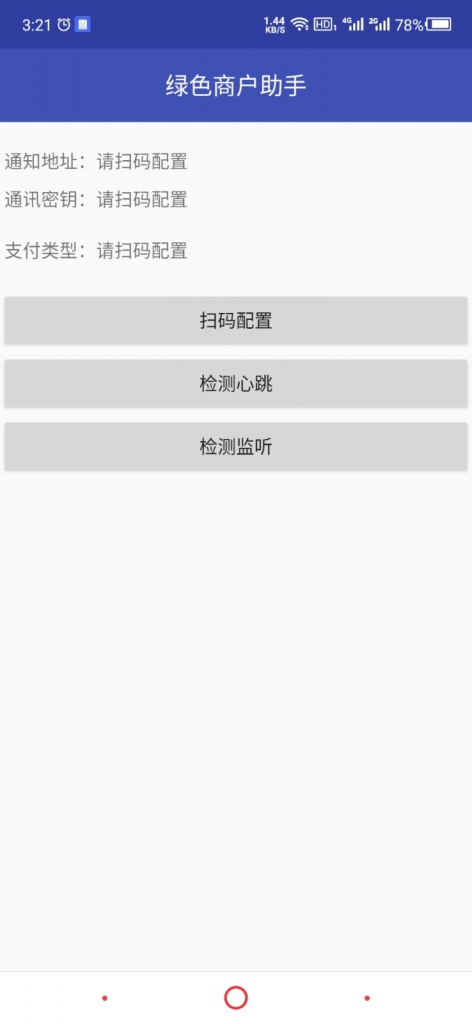 3:21
1.44 KB/S HD 1 4G 2G 78%
绿色商户助手
通知地址：请扫码配置
通讯密钥：请扫码配置
支付类型：请扫码配置
扫码配置
检测心跳
检测监听